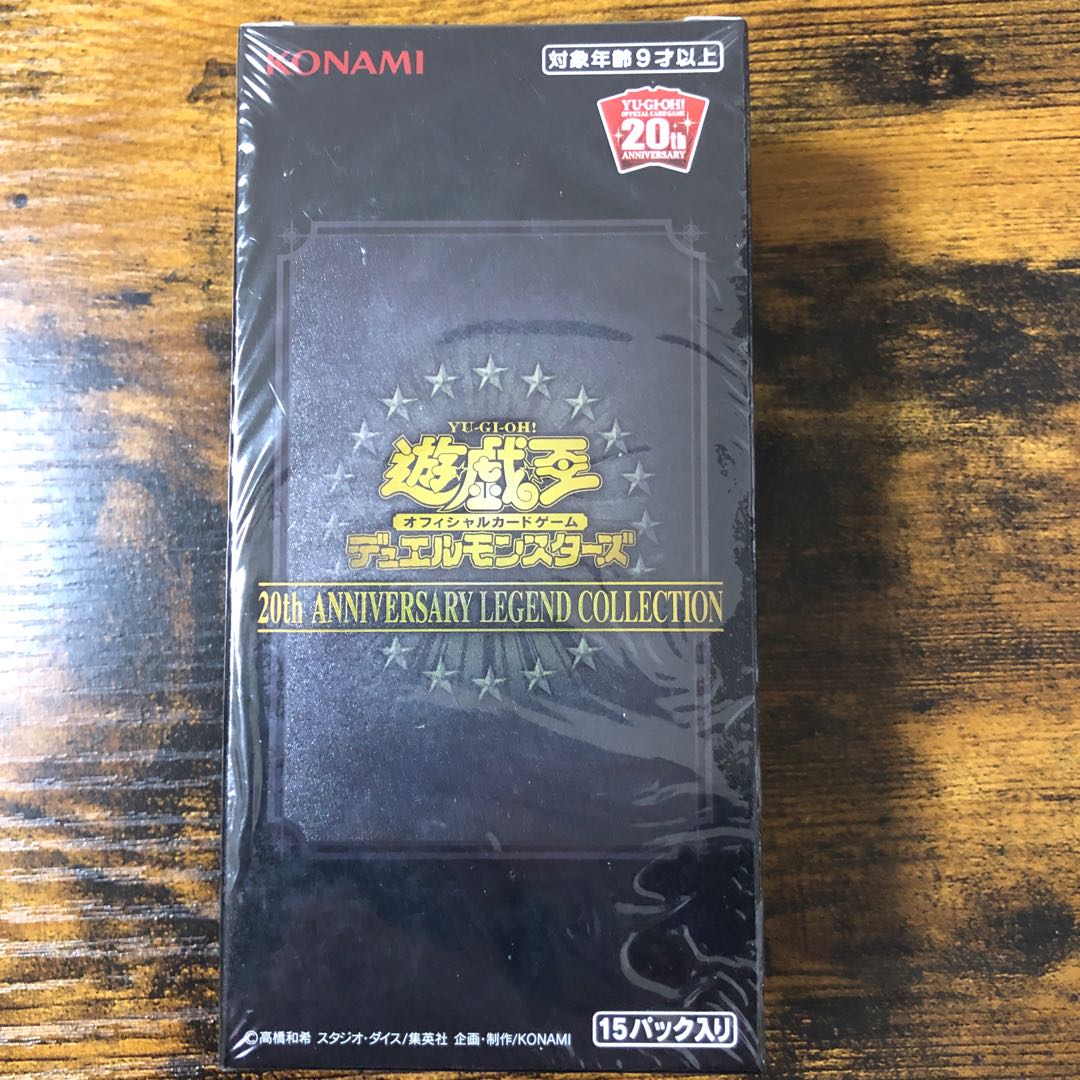 KONAMI
対象年齢9才以上
YU-GI-OH!
OFFICIAL CARD GAME
20th
ANNIVERSARY
YU-GI-OH!
遊戯王
オフィシャルカードゲーム
デュエルモンスターズ
20th ANNIVERSARY LEGEND COLLECTION
©高橋和希 スタジオ・ダイス/集英社 企画・制作/KONAMI
15パック入り